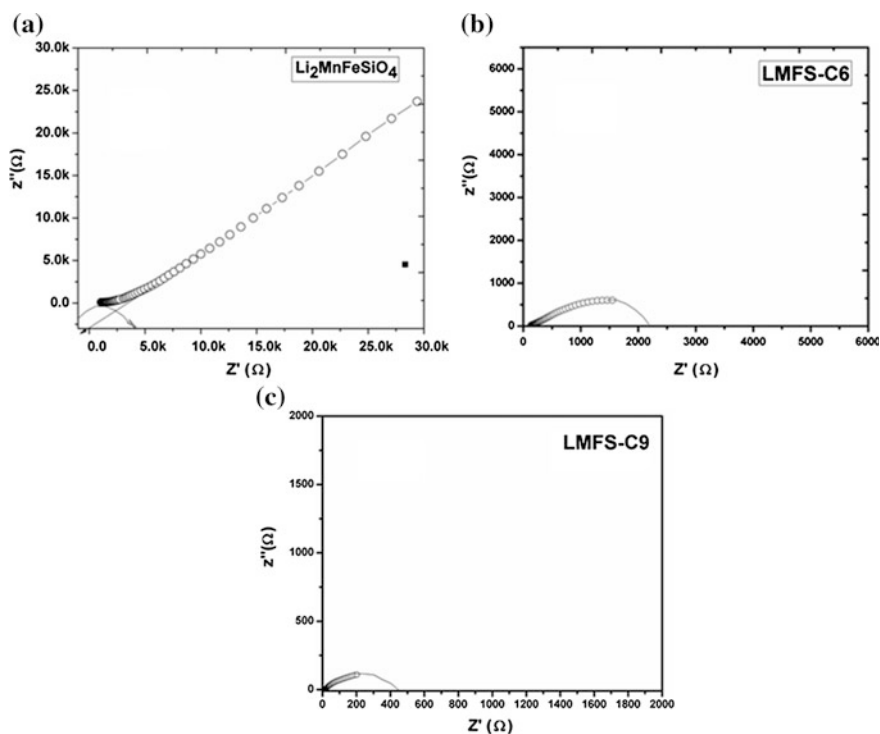 (a)
30.0k
25.0k
20.0k
15.0k
10.0k
5.0k
0.0
z''(Ω)
Li₂MnFeSiO₄
0.0 5.0k 10.0k 15.0k 20.0k 25.0k 30.0k
Z' (Ω)
(b)
6000
5000
4000
3000
2000
1000
0
z''(Ω)
LMFS-C6
0 1000 2000 3000 4000 5000 6000
Z' (Ω)
(c)
2000
1500
1000
500
0
z''(Ω)
LMFS-C9
0 200 400 600 800 1000 1200 1400 1600 1800 2000
Z' (Ω)